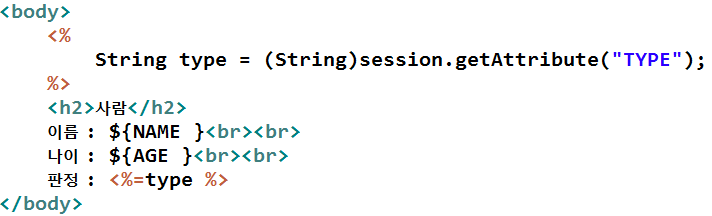 <body>
<%
String type = (String)session.getAttribute("TYPE");
%>
<h2>사람</h2>
이름 : ${NAME }<br><br>
나이 : ${AGE }<br><br>
판정 : <%=type %>
</body>